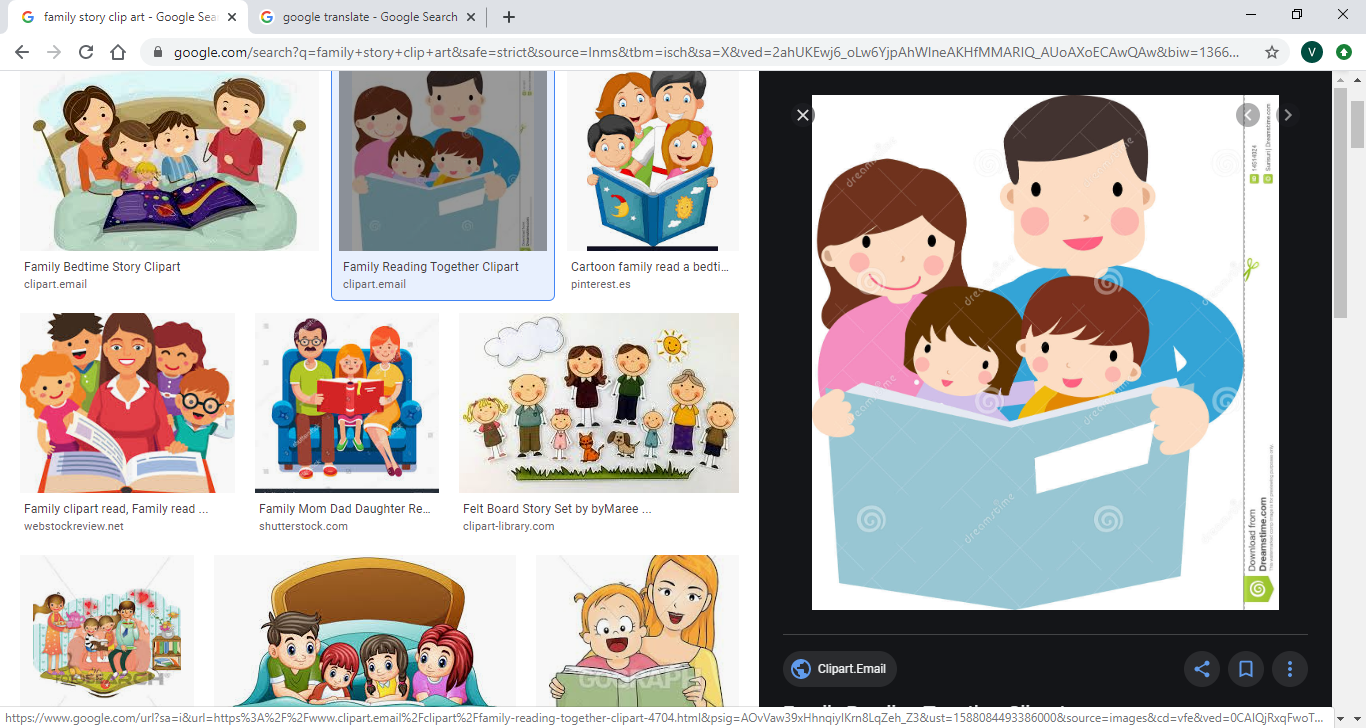 family story clip art - Google Sea
google translate - Google Search
google.com/search?q=family+story+clip+art&safe=strict&source=lnms&tbm=isch&sa=X&ved=2ahUKEwj6_oLw6YjpAhWIneAKHfMMARIQ_AUoAXoECAwQAw&biw=1366...
V
Family Bedtime Story Clipart
clipart.email
Family Reading Together Clipart
clipart.email
Cartoon family read a bedti...
pinterest.es
Family clipart read, Family read ...
webstockreview.net
Family Mom Dad Daughter Re...
shutterstock.com
Felt Board Story Set by byMaree ...
clipart-library.com
dreamstime
Download from
Dreamstime.com
Clipart.Email
https://www.google.com/url?sa=i&url=https%3A%2F%2Fwww.clipart.email%2Fclipart%2Ffamily-reading-together-clipart-4704.html&psig=AOvVaw39xHhnqiyIKrn8LqZeh_Z3&ust=1588084493386000&source=images&cd=vfe&ved=0CAIQjRxqFwoT...